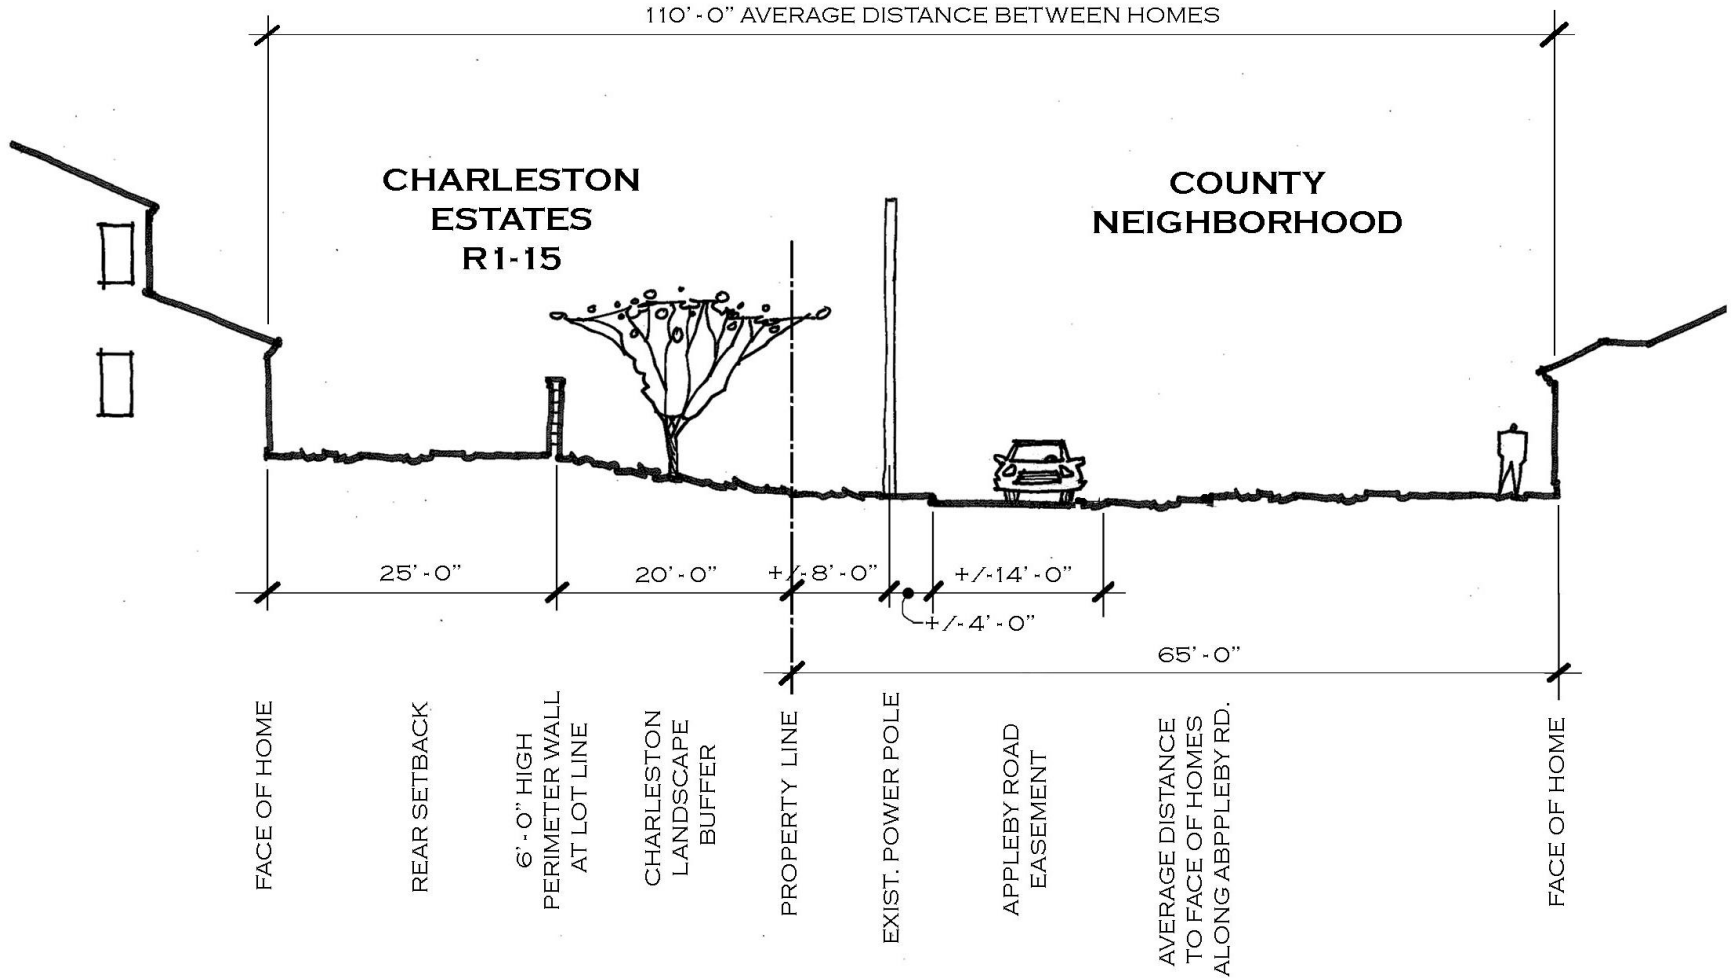 110'-0" AVERAGE DISTANCE BETWEEN HOMES
CHARLESTON
ESTATES
R1-15
COUNTY
NEIGHBORHOOD
25'-0"
20'-0"
+/-8'-0"
+/-14'-0"
+/-4'-0"
65'-0"
FACE OF HOME
REAR SETBACK
6'-0" HIGH
PERIMETER WALL
AT LOT LINE
CHARLESTON
LANDSCAPE
BUFFER
PROPERTY LINE
EXIST. POWER POLE
APPLEBY ROAD
EASEMENT
AVERAGE DISTANCE
TO FACE OF HOMES
ALONG ABPPLEBY RD.
FACE OF HOME